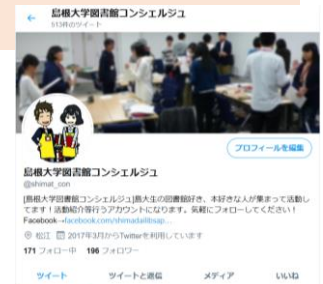 島根大学図書館コンシェルジュ
513件のツイート
プロフィールを編集
島根大学図書館コンシェルジュ
@shimat_con
[島根大学図書館コンシェルジュ]島大生の図書館好き、本好きな人が集まって活動し
てます！活動紹介等行うアカウントになります。気軽にフォローしてください！
Facebook→facebook.com/shimadailibsap...
松江 2017年3月からTwitterを利用しています
171 フォロー中 196 フォロワー
ツイート ツイートと返信 メディア いいね